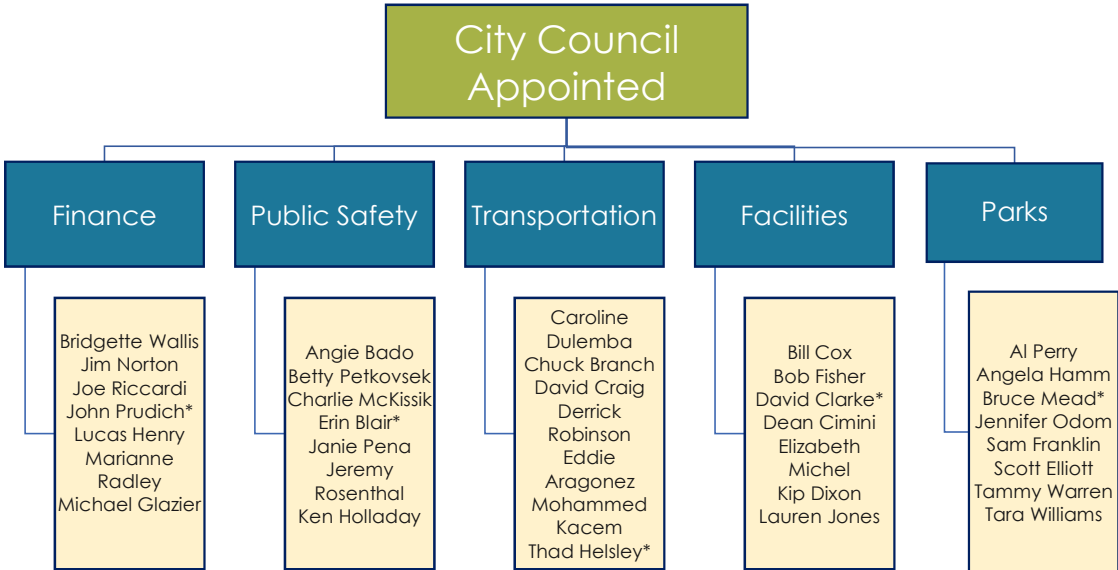 City Council
Appointed
Finance
Public Safety
Transportation
Facilities
Parks
Bridgette Wallis
Jim Norton
Joe Riccardi
John Prudich*
Lucas Henry
Marianne
Radley
Michael Glazier
Angie Bado
Betty Petkovsek
Charlie McKissik
Erin Blair*
Janie Pena
Jeremy
Rosenthal
Ken Holladay
Caroline
Dulemba
Chuck Branch
David Craig
Derrick
Robinson
Eddie
Aragonez
Mohammed
Kacem
Thad Helsley*
Bill Cox
Bob Fisher
David Clarke*
Dean Cimini
Elizabeth
Michel
Kip Dixon
Lauren Jones
Al Perry
Angela Hamm
Bruce Mead*
Jennifer Odom
Sam Franklin
Scott Elliott
Tammy Warren
Tara Williams